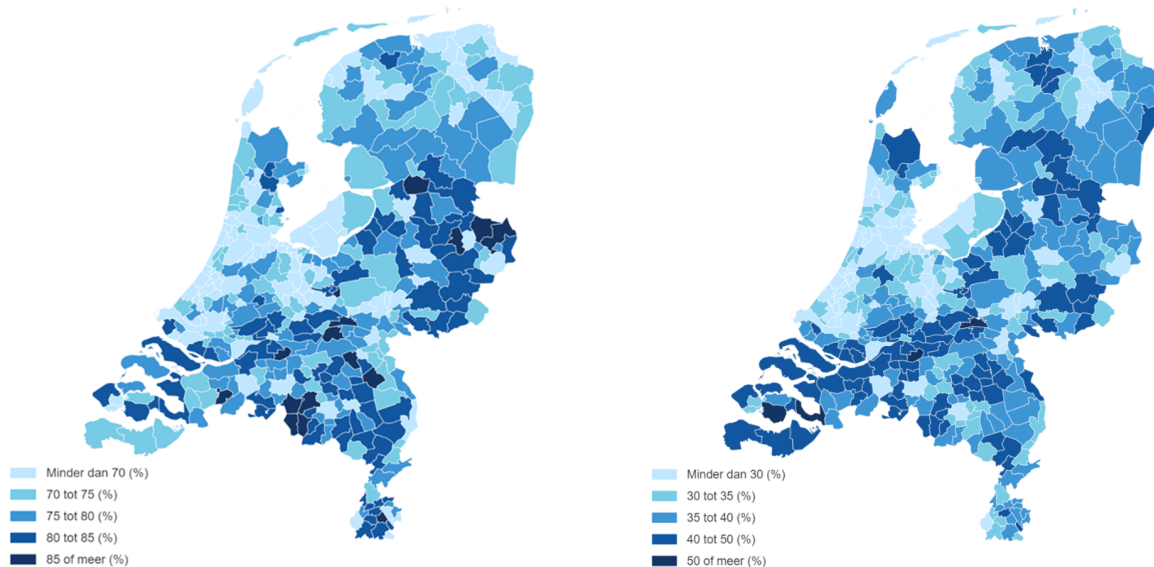 Minder dan 70 (%)
70 tot 75 (%)
75 tot 80 (%)
80 tot 85 (%)
85 of meer (%)
Minder dan 30 (%)
30 tot 35 (%)
35 tot 40 (%)
40 tot 50 (%)
50 of meer (%)